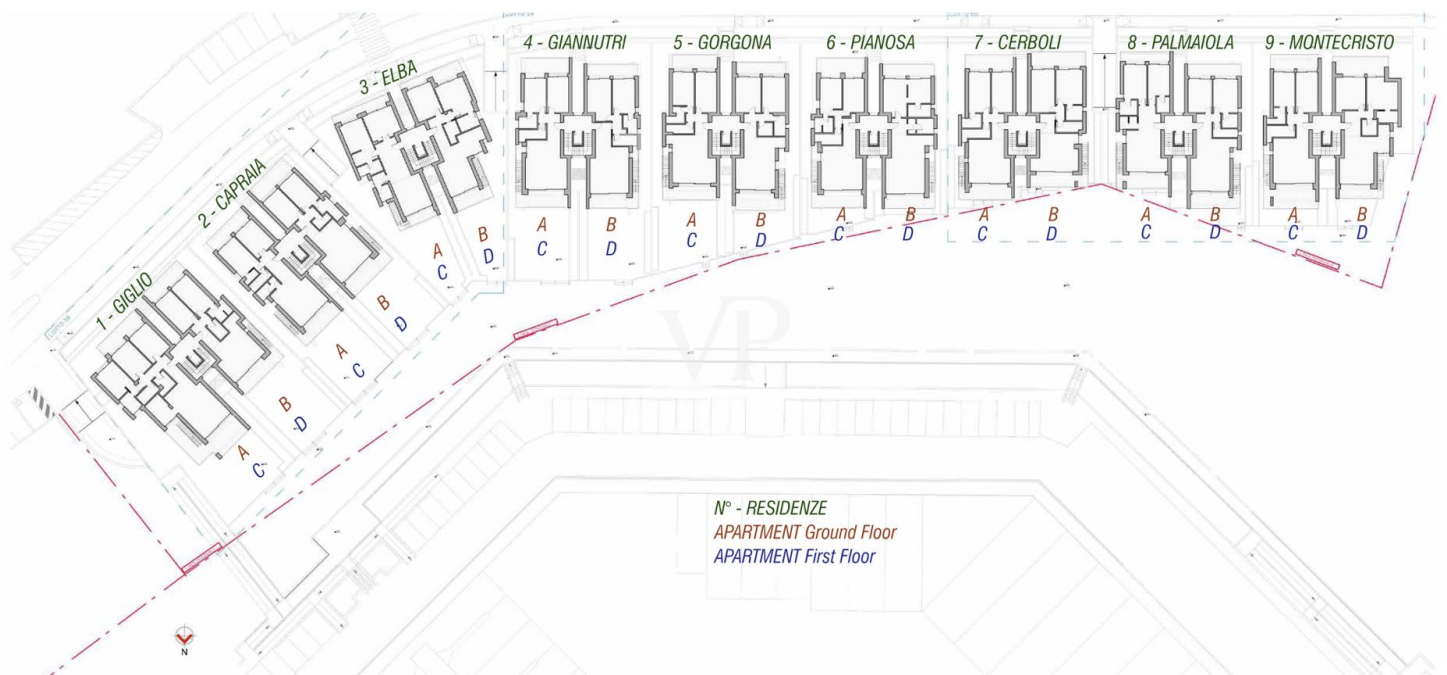 4 - GIANNUTRI
5 - GORGONA
6 - PIANOSA
7 - CERBOLI
8 - PALMAIOLA
9 - MONTECRISTO
3 - ELBA
2 - CAPRAIA
1 - GIGLIO
A B
C D
A B
C D
A B
C D
A B
C D
A B
C D
A B
C D
A B
C D
A B
C D
A B
C D
VP
N° - RESIDENZE
APARTMENT Ground Floor
APARTMENT First Floor
N